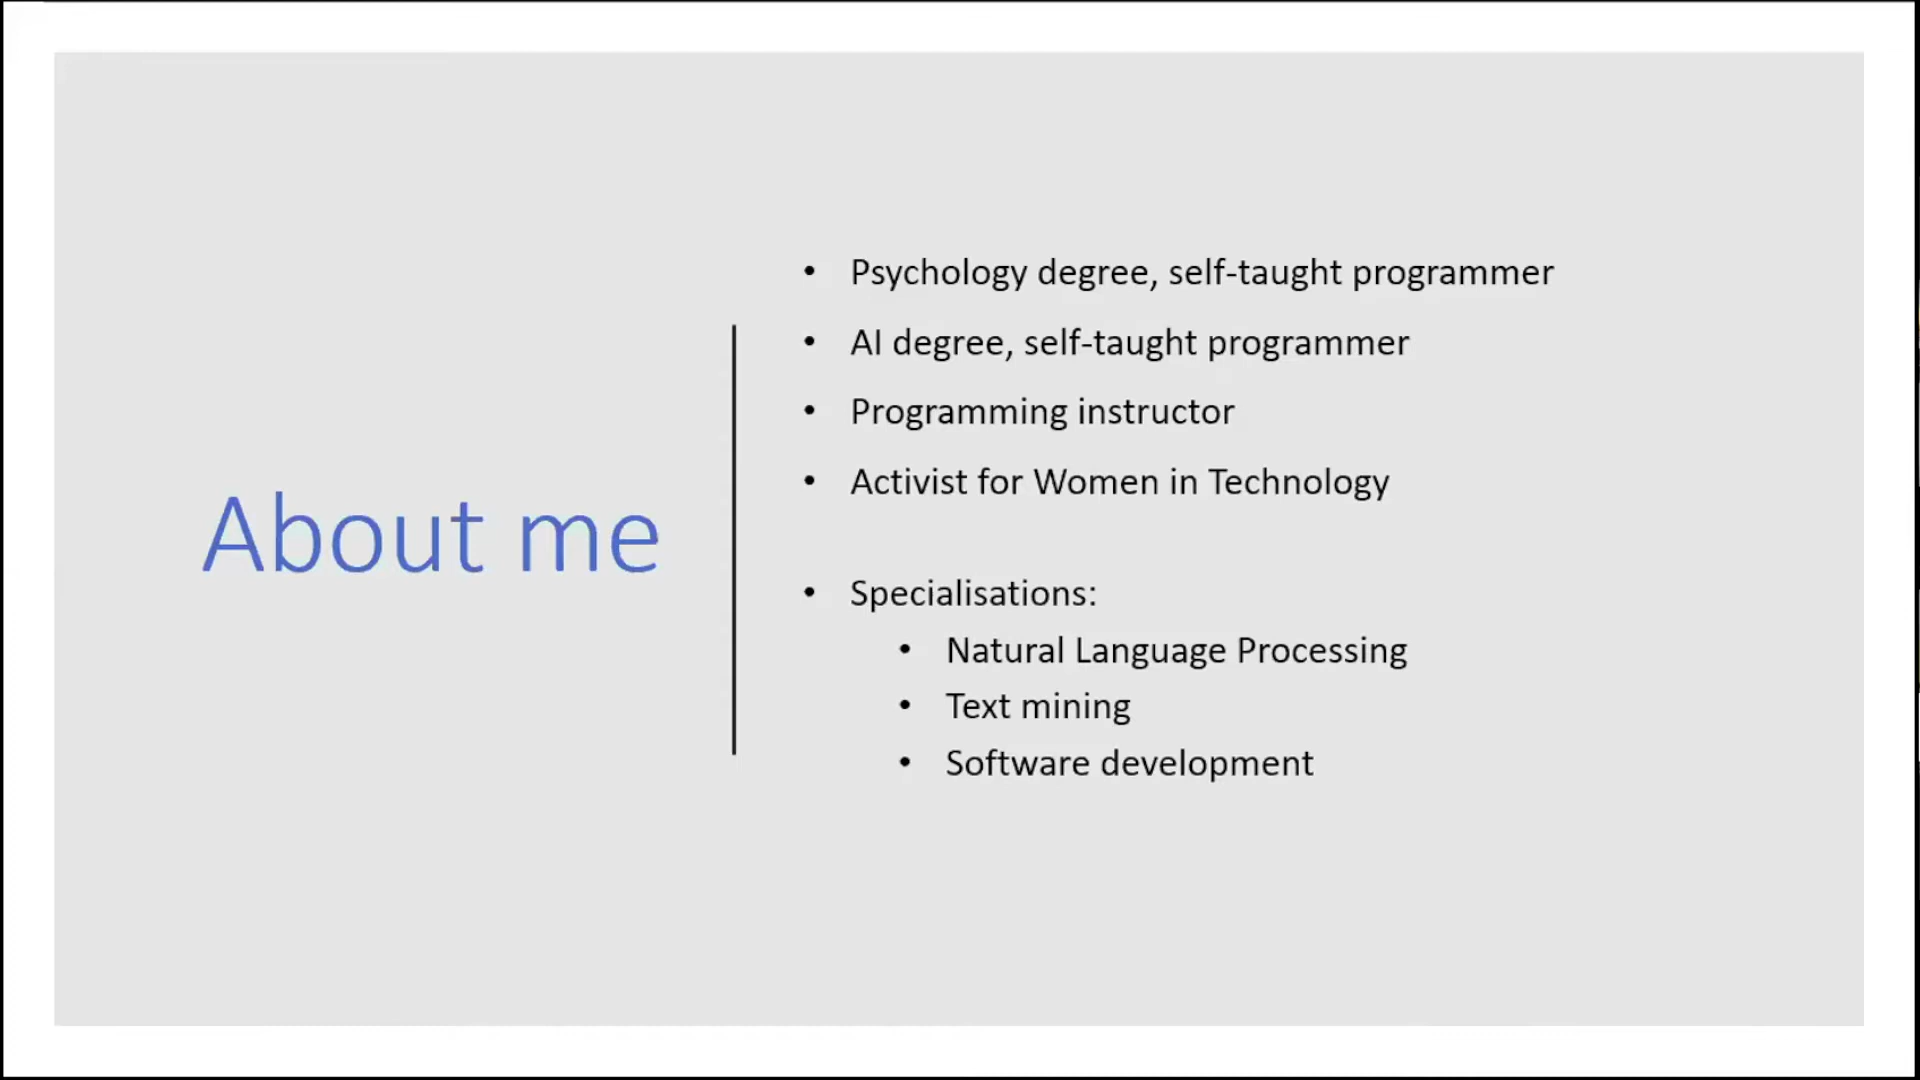 About me
• Psychology degree, self-taught programmer
• AI degree, self-taught programmer
• Programming instructor
• Activist for Women in Technology
• Specialisations:
• Natural Language Processing
• Text mining
• Software development